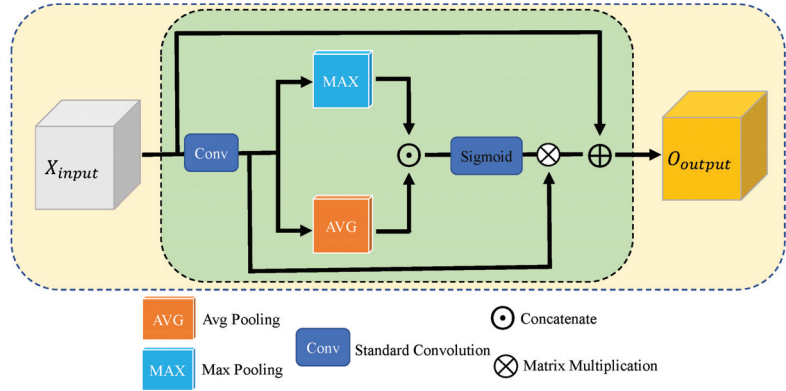 MAX
X_input
Conv
Sigmoid
O_output
AVG
AVG Avg Pooling
Conv Standard Convolution
Concatenate
MAX Max Pooling
Matrix Multiplication